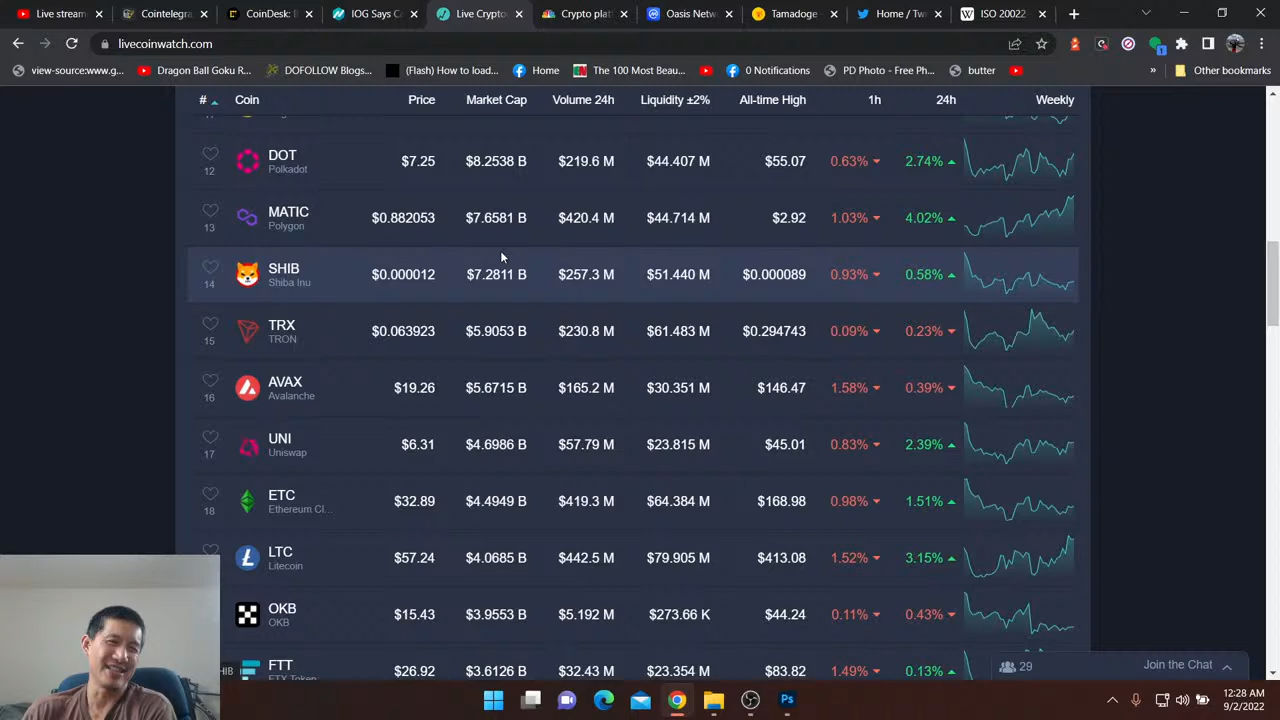 Live stream
Cointelegra
CoinDesk: B
IOG Says C
Live Crypto
Crypto plat
Oasis Netw
Tamadoge
Home / Tw
ISO 20022
livecoinwatch.com
view-source:www.g...
Dragon Ball Goku R...
DOFOLLOW Blogs...
(Flash) How to load...
Home
The 100 Most Beau...
0 Notifications
PD Photo - Free Ph...
butter
»
Other bookmarks
# Coin Price Market Cap Volume 24h Liquidity ±2% All-time High 1h 24h Weekly
12 DOT $7.25 $8.2538 B $219.6 M $44.407 M $55.07 0.63% 2.74%
Polkadot
13 MATIC $0.882053 $7.6581 B $420.4 M $44.714 M $2.92 1.03% 4.02%
Polygon
14 SHIB $0.000012 $7.2811 B $257.3 M $51.440 M $0.000089 0.93% 0.58%
Shiba Inu
15 TRX $0.063923 $5.9053 B $230.8 M $61.483 M $0.294743 0.09% 0.23%
TRON
16 AVAX $19.26 $5.6715 B $165.2 M $30.351 M $146.47 1.58% 0.39%
Avalanche
17 UNI $6.31 $4.6986 B $57.79 M $23.815 M $45.01 0.83% 2.39%
Uniswap
18 ETC $32.89 $4.4949 B $419.3 M $64.384 M $168.98 0.98% 1.51%
Ethereum Cl...
LTC $57.24 $4.0685 B $442.5 M $79.905 M $413.08 1.52% 3.15%
Litecoin
OKB $15.43 $3.9553 B $5.192 M $273.66 K $44.24 0.11% 0.43%
OKB
FTT $26.92 $3.6126 B $32.43 M $23.354 M $83.82 1.49% 0.13%
FTX Token
HIB
29 Join the Chat
Ps
12:28 AM
9/2/2022